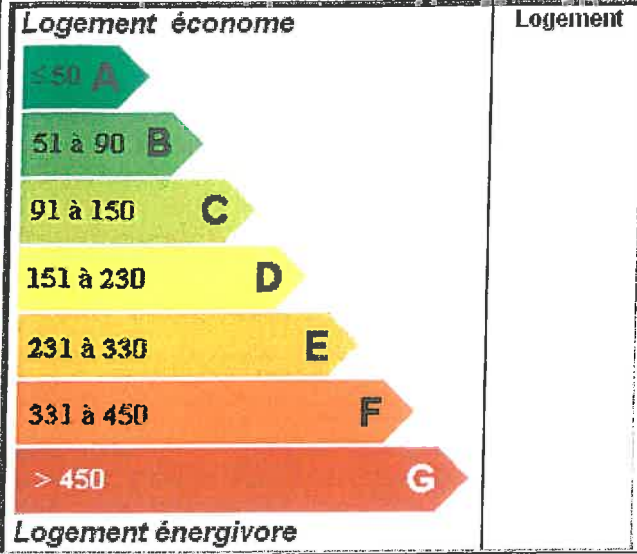 Logement économe
Logement
≤50 A
51 à 90 B
91 à 150 C
151 à 230 D
231 à 330 E
331 à 450 F
> 450 G
Logement énergivore